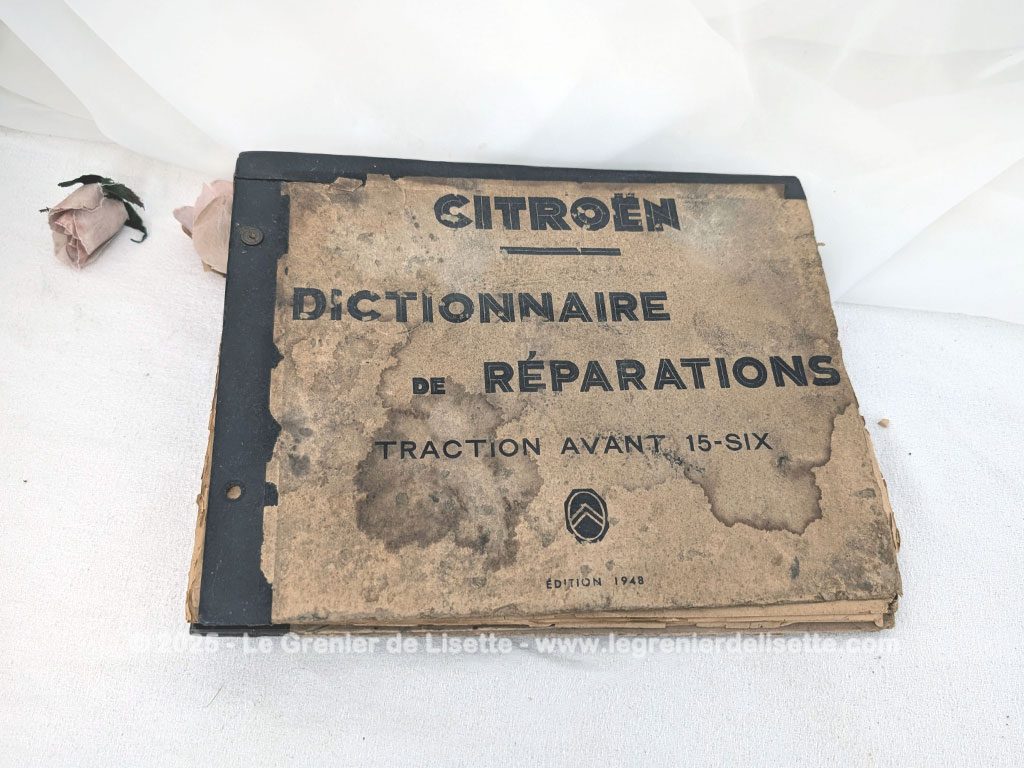 CITROËN
DICTIONNAIRE
DE RÉPARATIONS
TRACTION AVANT 15-SIX
ÉDITION 1948
© 2025 - Le Grenier de Lisette - www.legrenierdelisette.com